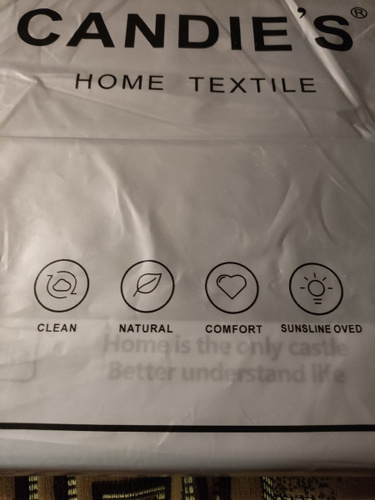 CANDIE'S®
HOME TEXTILE
CLEAN NATURAL COMFORT SUNSLINE OVED
Home is the only castle
Better understand life